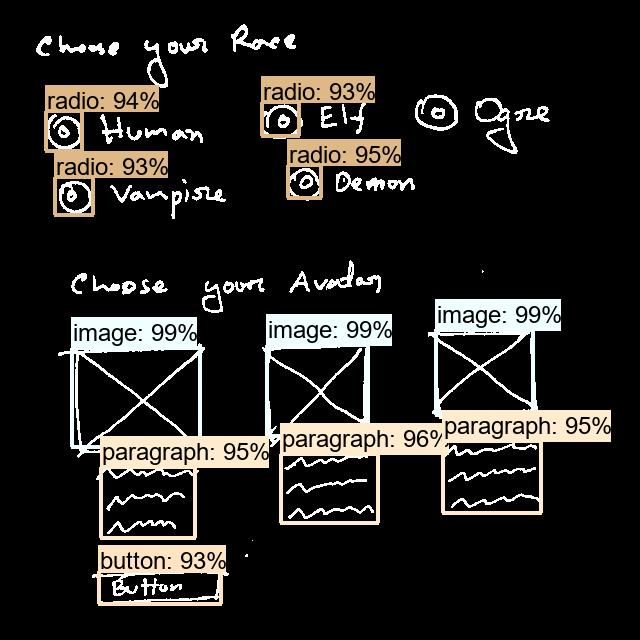 Choose your Race
radio: 94%
radio: 93%
Human
Elf
Ogre
radio: 93%
radio: 95%
Vampire
Demon
Choose your Avatar
image: 99%
image: 99%
image: 99%
paragraph: 95%
paragraph: 96%
paragraph: 95%
button: 93%
Button